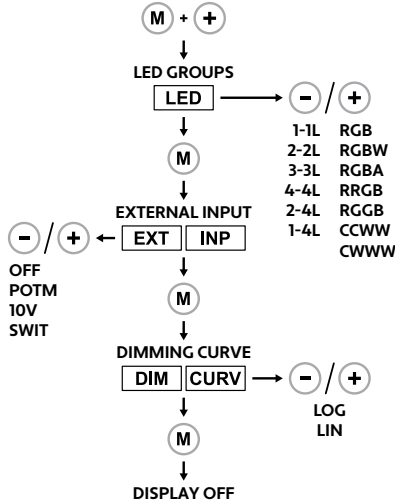 M + +
LED GROUPS
LED
- / +
1-1L RGB
2-2L RGBW
3-3L RGBA
4-4L RRGB
2-4L RGGB
1-4L CCWW
CWWW
M
EXTERNAL INPUT
- / +
EXT INP
OFF
POTM
10V
SWIT
M
DIMMING CURVE
DIM CURV
- / +
LOG
LIN
M
DISPLAY OFF